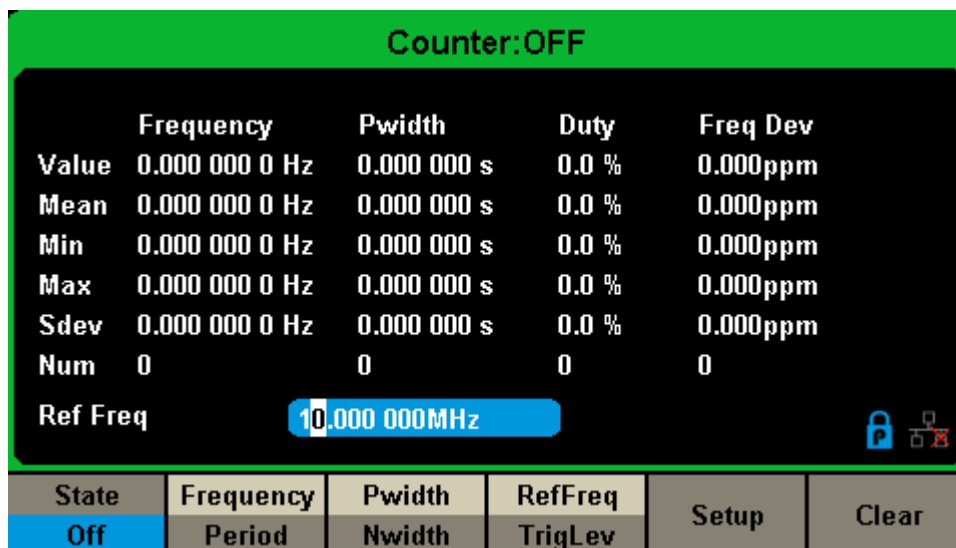 Counter:OFF
Frequency Pwidth Duty Freq Dev
Value 0.000 000 0 Hz 0.000 000 s 0.0 % 0.000ppm
Mean 0.000 000 0 Hz 0.000 000 s 0.0 % 0.000ppm
Min 0.000 000 0 Hz 0.000 000 s 0.0 % 0.000ppm
Max 0.000 000 0 Hz 0.000 000 s 0.0 % 0.000ppm
Sdev 0.000 000 0 Hz 0.000 000 s 0.0 % 0.000ppm
Num 0 0 0 0
Ref Freq 10.000 000MHz P
State Frequency Pwidth RefFreq Setup Clear
Off Period Nwidth TrigLev